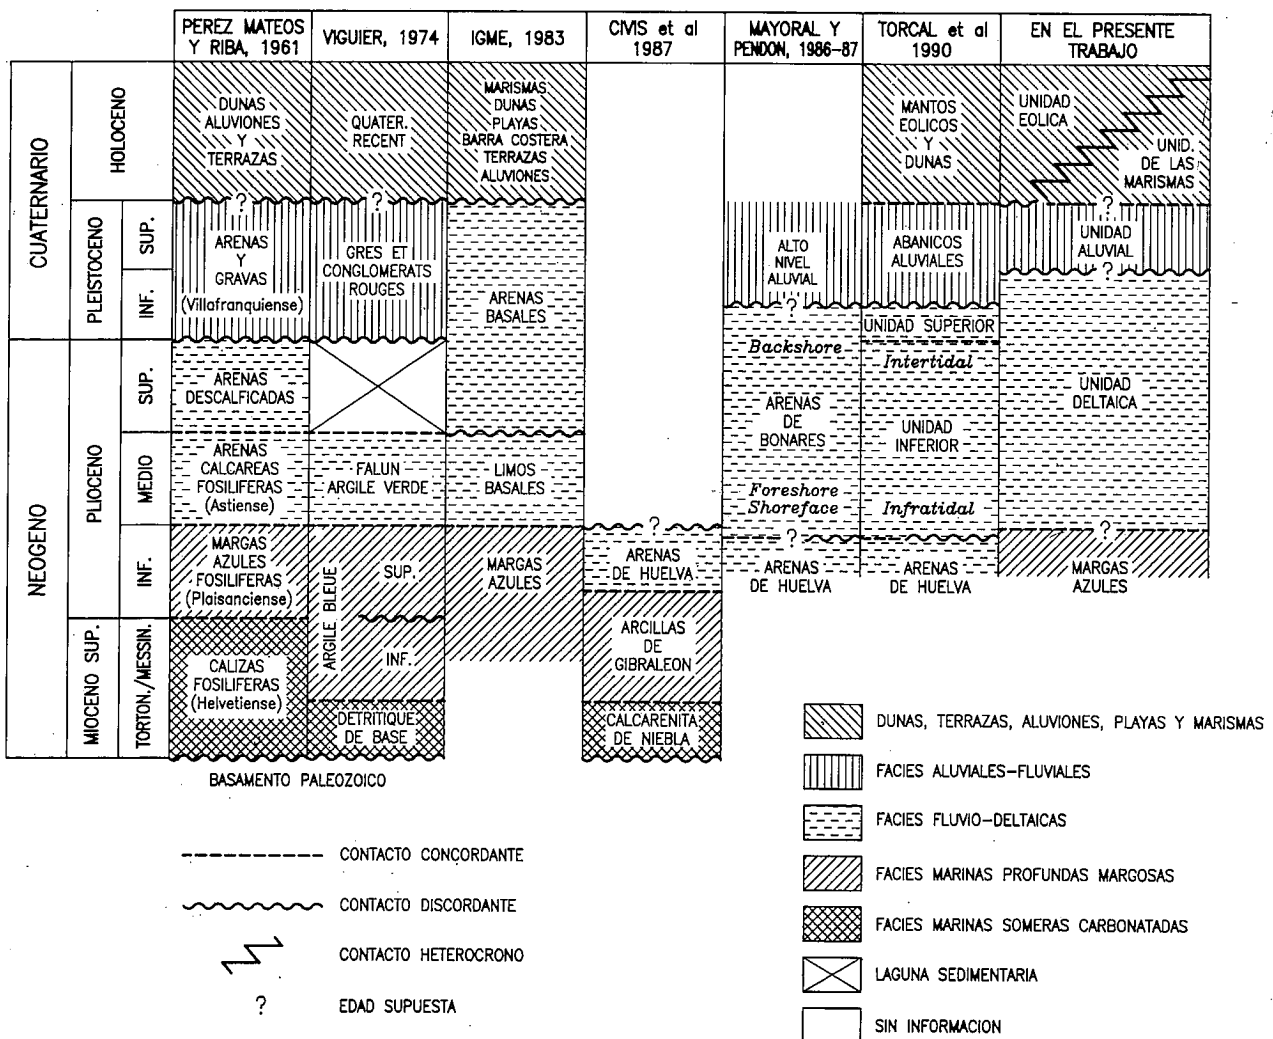 PEREZ MATEOS
Y RIBA, 1961
VIGUIER, 1974
IGME, 1983
CIVIS et al
1987
MAYORAL Y
PENDON, 1986-87
TORCAL et al
1990
EN EL PRESENTE
TRABAJO
CUATERNARIO
HOLOCENO
PLEISTOCENO
SUP.
INF.
NEOGENO
PLIOCENO
SUP.
MEDIO
INF.
MIOCENO SUP.
TORTON./MESSIN.
DUNAS
ALUVIONES
Y
TERRAZAS
?
ARENAS
Y
GRAVAS
(Villafranquiense)
ARENAS
DESCALFICADAS
ARENAS
CALCAREAS
FOSILIFERAS
(Astiense)
MARGAS
AZULES
FOSILIFERAS
(Plaisanciense)
CALIZAS
FOSILIFERAS
(Helvetiense)
QUATER.
RECENT
?
GRES ET
CONGLOMERATS
ROUGES
FALUN
ARGILE VERDE
ARGILE BLEUE
SUP.
INF.
DETRITIQUE
DE BASE
MARISMAS
DUNAS
PLAYAS
BARRA COSTERA
TERRAZAS
ALUVIONES
ARENAS
BASALES
LIMOS
BASALES
MARGAS
AZULES
?
ARENAS
DE HUELVA
ARCILLAS
DE
GIBRALEON
CALCARENITA
DE NIEBLA
ALTO
NIVEL
ALUVIAL
?
Backshore
ARENAS
DE
BONARES
Foreshore
Shoreface
?
ARENAS
DE HUELVA
MANTOS
EOLICOS
Y
DUNAS
ABANICOS
ALUVIALES
UNIDAD SUPERIOR
Intertidal
UNIDAD
INFERIOR
Infratidal
ARENAS
DE HUELVA
UNIDAD
EOLICA
UNID.
DE LAS
MARISMAS
?
UNIDAD
ALUVIAL
?
UNIDAD
DELTAICA
?
MARGAS
AZULES
BASAMENTO PALEOZOICO
CONTACTO CONCORDANTE
CONTACTO DISCORDANTE
CONTACTO HETEROCRONO
? EDAD SUPUESTA
DUNAS, TERRAZAS, ALUVIONES, PLAYAS Y MARISMAS
FACIES ALUVIALES-FLUVIALES
FACIES FLUVIO-DELTAICAS
FACIES MARINAS PROFUNDAS MARGOSAS
FACIES MARINAS SOMERAS CARBONATADAS
LAGUNA SEDIMENTARIA
SIN INFORMACION